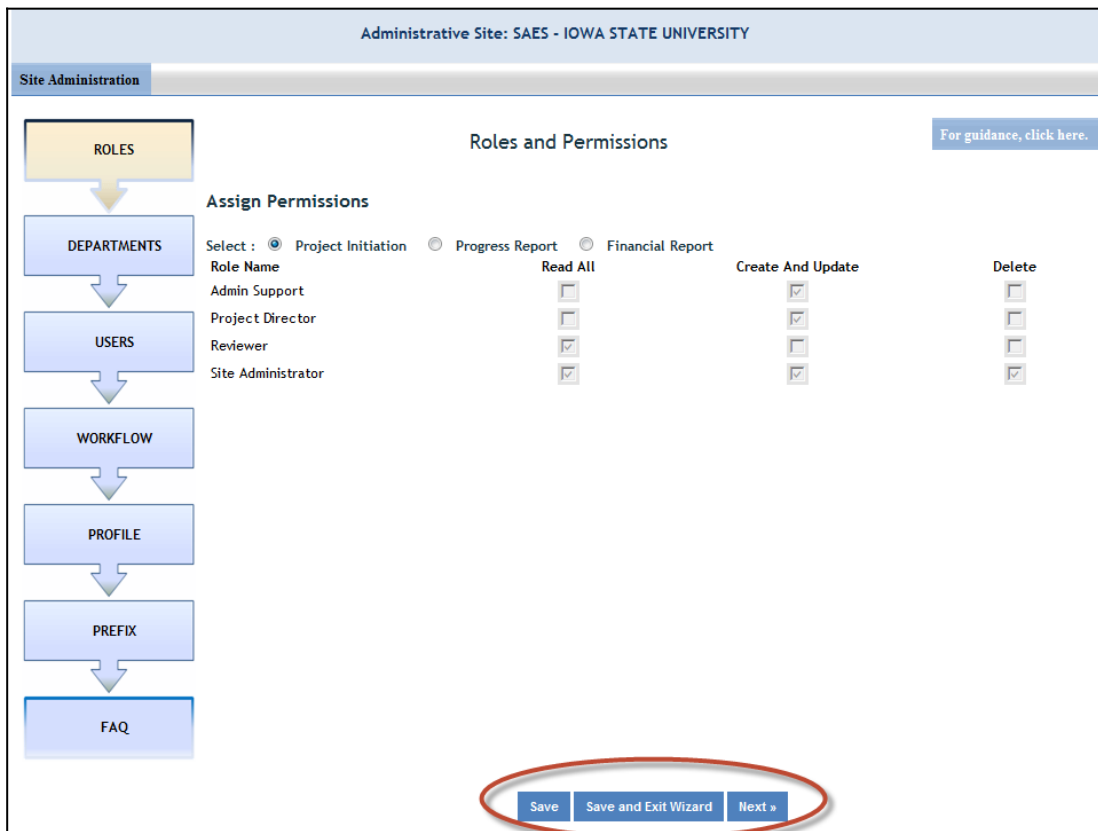 Administrative Site: SAES - IOWA STATE UNIVERSITY
Site Administration
ROLES
Roles and Permissions
For guidance, click here.
Assign Permissions
DEPARTMENTS
Select : Project Initiation Progress Report Financial Report
Role Name Read All Create And Update Delete
Admin Support
Project Director
USERS
Reviewer
Site Administrator
WORKFLOW
PROFILE
PREFIX
FAQ
Save Save and Exit Wizard Next »